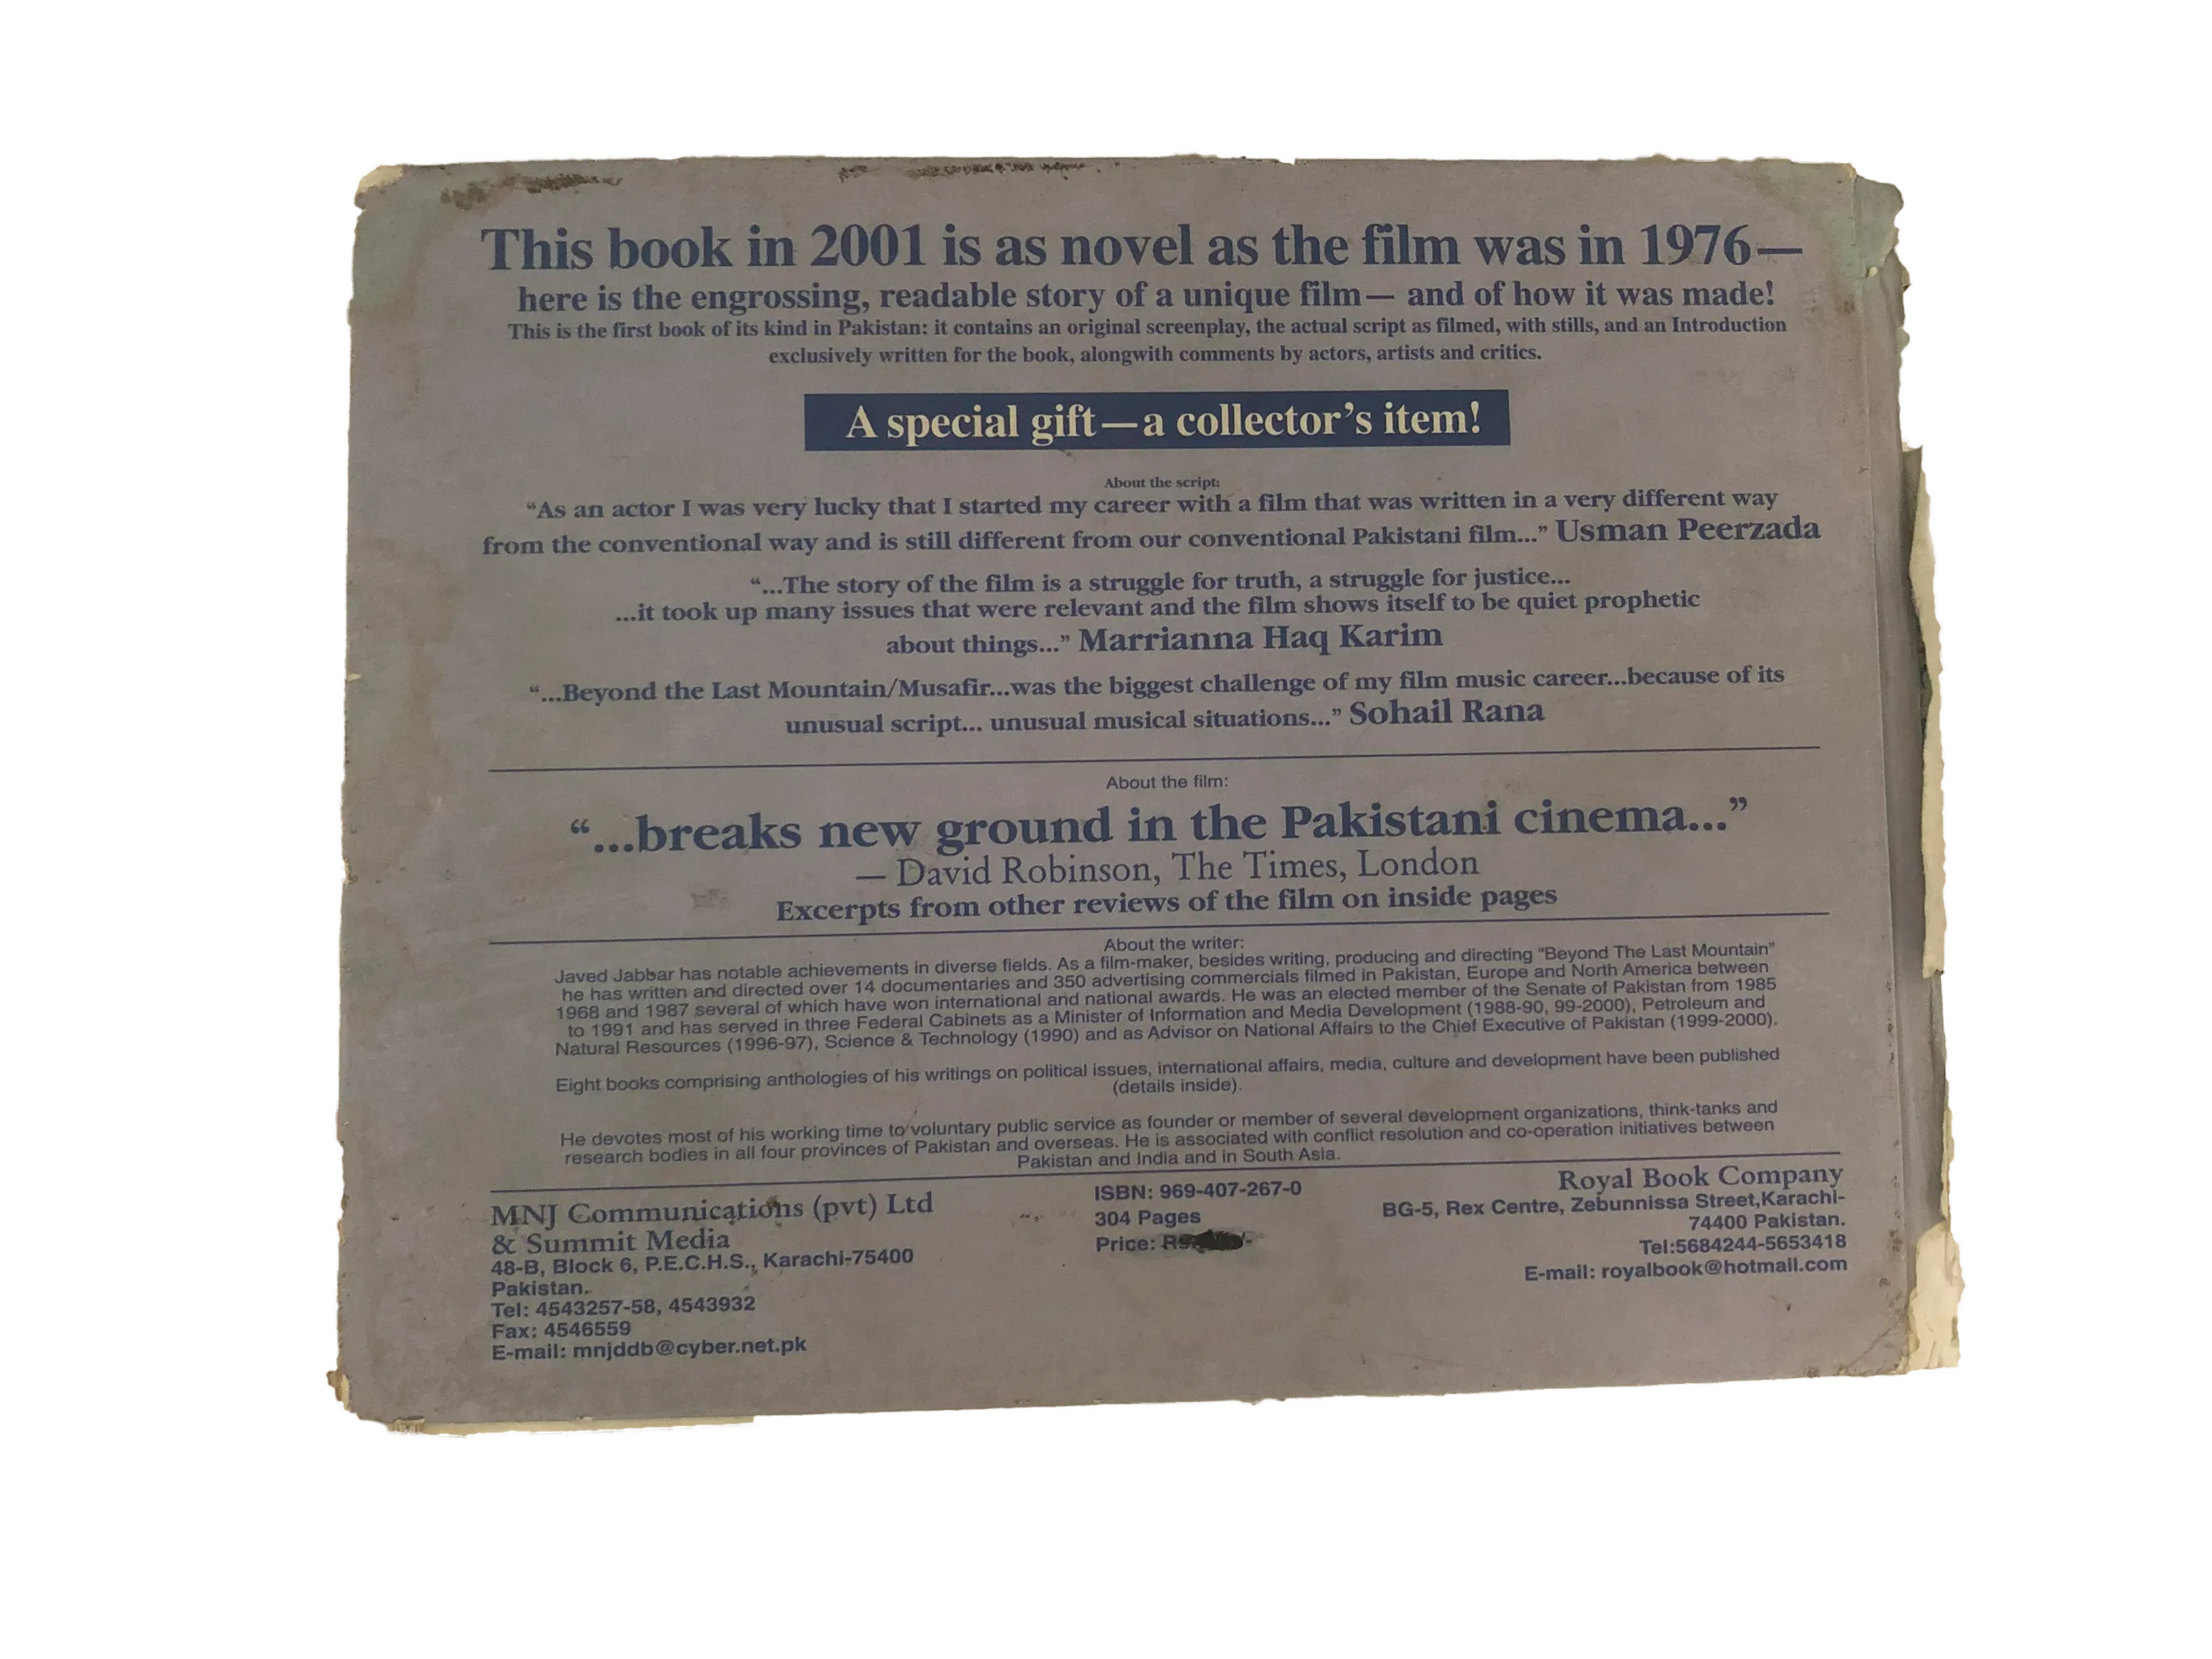 This book in 2001 is as novel as the film was in 1976—
here is the engrossing, readable story of a unique film— and of how it was made!
This is the first book of its kind in Pakistan: it contains an original screenplay, the actual script as filmed, with stills, and an Introduction
exclusively written for the book, alongwith comments by actors, artists and critics.
A special gift—a collector's item!
About the script:
“As an actor I was very lucky that I started my career with a film that was written in a very different way
from the conventional way and is still different from our conventional Pakistani film...” Usman Peerzada
“...The story of the film is a struggle for truth, a struggle for justice...
...it took up many issues that were relevant and the film shows itself to be quiet prophetic
about things...” Marrianna Haq Karim
“...Beyond the Last Mountain/Musafir...was the biggest challenge of my film music career...because of its
unusual script... unusual musical situations...” Sohail Rana
About the film:
“...breaks new ground in the Pakistani cinema...”
— David Robinson, The Times, London
Excerpts from other reviews of the film on inside pages
About the writer:
Javed Jabbar has notable achievements in diverse fields. As a film-maker, besides writing, producing and directing "Beyond The Last Mountain"
he has written and directed over 14 documentaries and 350 advertising commercials filmed in Pakistan, Europe and North America between
1968 and 1987 several of which have won international and national awards. He was an elected member of the Senate of Pakistan from 1985
to 1991 and has served in three Federal Cabinets as a Minister of Information and Media Development (1988-90, 99-2000), Petroleum and
Natural Resources (1996-97), Science & Technology (1990) and as Advisor on National Affairs to the Chief Executive of Pakistan (1999-2000).
Eight books comprising anthologies of his writings on political issues, international affairs, media, culture and development have been published
(details inside).
He devotes most of his working time to voluntary public service as founder or member of several development organizations, think-tanks and
research bodies in all four provinces of Pakistan and overseas. He is associated with conflict resolution and co-operation initiatives between
Pakistan and India and in South Asia.
MNJ Communications (pvt) Ltd
& Summit Media
48-B, Block 6, P.E.C.H.S., Karachi-75400
Pakistan.
Tel: 4543257-58, 4543932
Fax: 4546559
E-mail: mnjddb@cyber.net.pk
ISBN: 969-407-267-0
304 Pages
Price: Rs. /-
Royal Book Company
BG-5, Rex Centre, Zebunnissa Street,Karachi-
74400 Pakistan.
Tel:5684244-5653418
E-mail: royalbook@hotmail.com